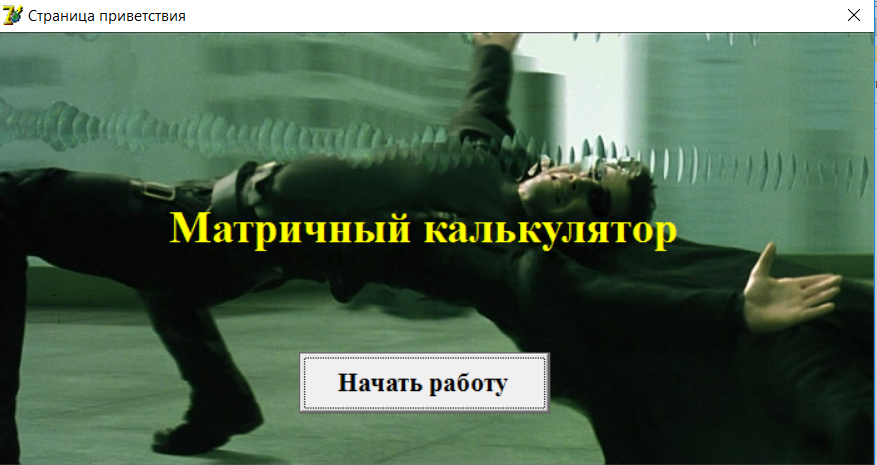 Страница приветствия
Матричный калькулятор
Начать работу